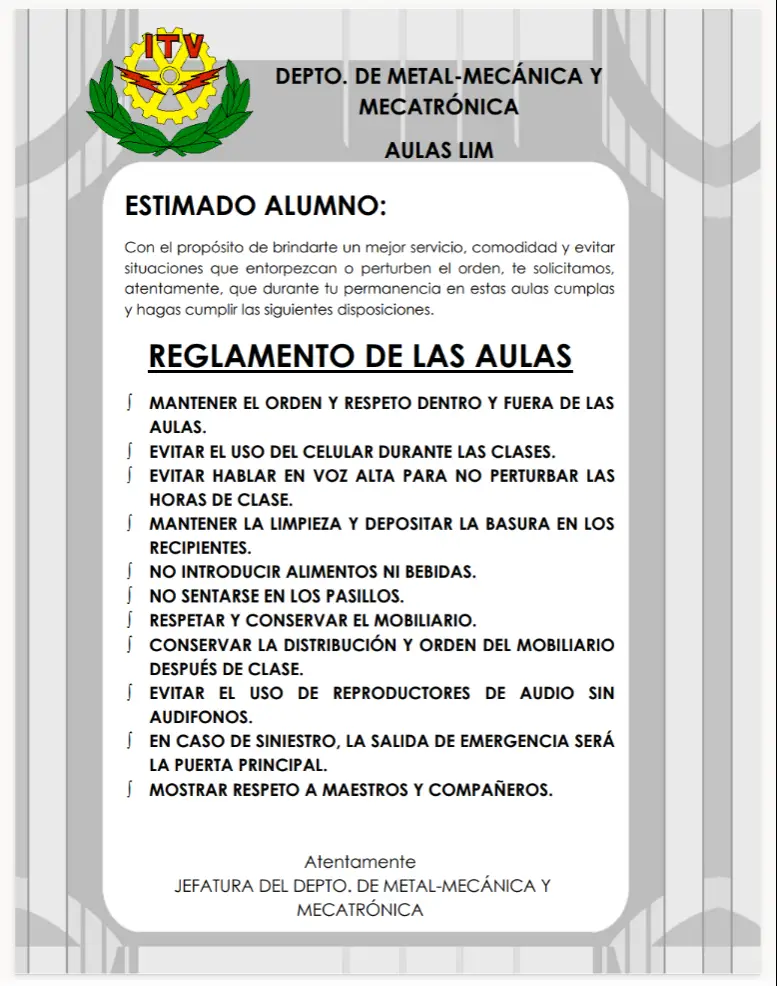 ITV
DEPTO. DE METAL-MECÁNICA Y
MECATRÓNICA
AULAS LIM
ESTIMADO ALUMNO:
Con el propósito de brindarte un mejor servicio, comodidad y evitar
situaciones que entorpezcan o perturben el orden, te solicitamos,
atentamente, que durante tu permanencia en estas aulas cumplas
y hagas cumplir las siguientes disposiciones.
REGLAMENTO DE LAS AULAS
∫ MANTENER EL ORDEN Y RESPETO DENTRO Y FUERA DE LAS
AULAS.
∫ EVITAR EL USO DEL CELULAR DURANTE LAS CLASES.
∫ EVITAR HABLAR EN VOZ ALTA PARA NO PERTURBAR LAS
HORAS DE CLASE.
∫ MANTENER LA LIMPIEZA Y DEPOSITAR LA BASURA EN LOS
RECIPIENTES.
∫ NO INTRODUCIR ALIMENTOS NI BEBIDAS.
∫ NO SENTARSE EN LOS PASILLOS.
∫ RESPETAR Y CONSERVAR EL MOBILIARIO.
∫ CONSERVAR LA DISTRIBUCIÓN Y ORDEN DEL MOBILIARIO
DESPUÉS DE CLASE.
∫ EVITAR EL USO DE REPRODUCTORES DE AUDIO SIN
AUDIFONOS.
∫ EN CASO DE SINIESTRO, LA SALIDA DE EMERGENCIA SERÁ
LA PUERTA PRINCIPAL.
∫ MOSTRAR RESPETO A MAESTROS Y COMPAÑEROS.
Atentamente
JEFATURA DEL DEPTO. DE METAL-MECÁNICA Y
MECATRÓNICA